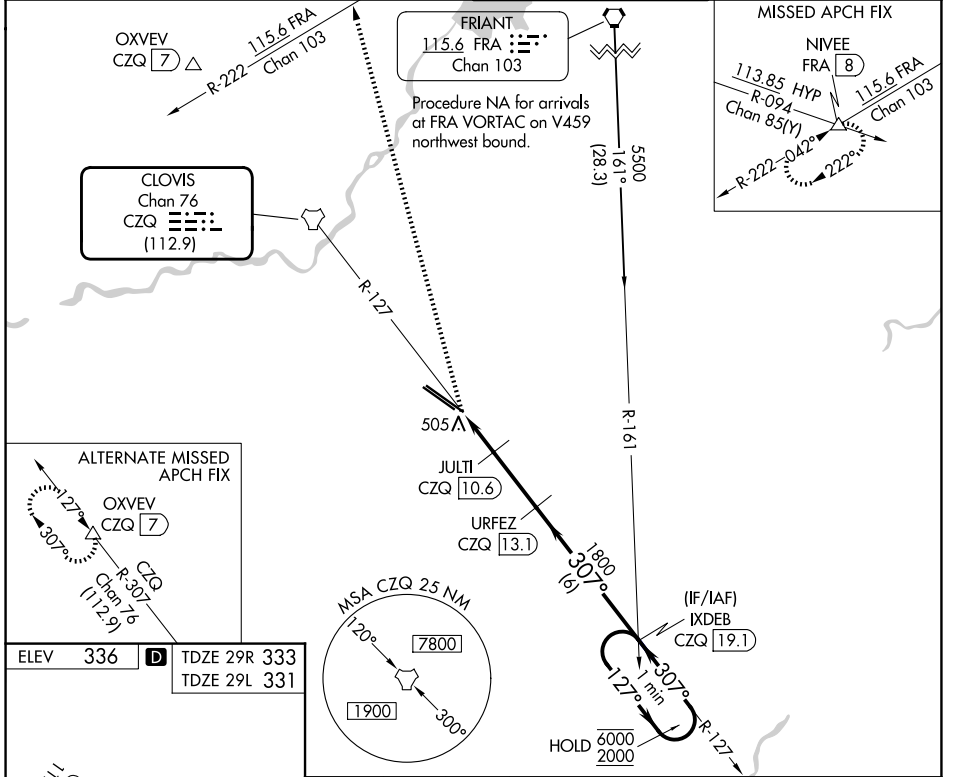 OXVEV
CZQ 7
115.6 FRA
R-222 Chan 103
FRIANT
115.6 FRA
Chan 103
Procedure NA for arrivals
at FRA VORTAC on V459
northwest bound.
MISSED APCH FIX
NIVEE
FRA 8
113.85 HYP
R-094
Chan 85(Y)
115.6 FRA
Chan 103
R-222 042°
222°
5500
161°
(28.3)
CLOVIS
Chan 76
CZQ
(112.9)
R-127
R-161
505
JULTI
CZQ 10.6
URFEZ
CZQ 13.1
1800
307°
(6)
ALTERNATE MISSED
APCH FIX
OXVEV
CZQ 7
127°
307°
CZQ
R-307
Chan 76
(112.9)
(IF/IAF)
IXDEB
CZQ 19.1
MSA CZQ 25 NM
120°
7800
1900
300°
1 min
127°
307°
R-127
HOLD 6000
2000
ELEV 336 D TDZE 29R 333
TDZE 29L 331